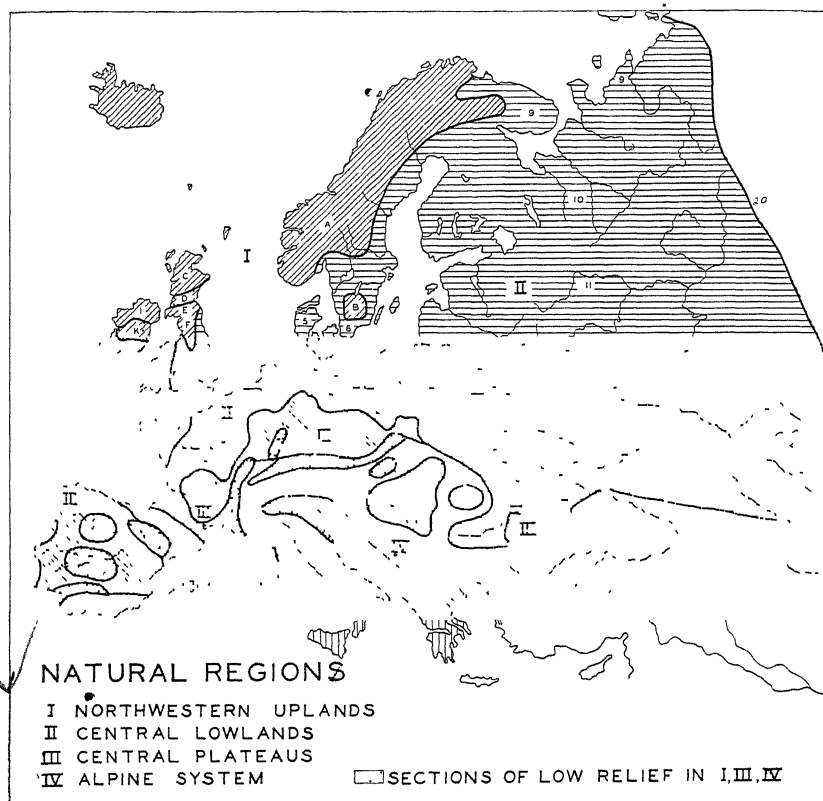 A
9
9
10
20
I
C
D
E
F
K
II
11
B
5
6
II
II
NATURAL REGIONS
I NORTHWESTERN UPLANDS
II CENTRAL LOWLANDS
III CENTRAL PLATEAUS
IV ALPINE SYSTEM
SECTIONS OF LOW RELIEF IN I, III, IV